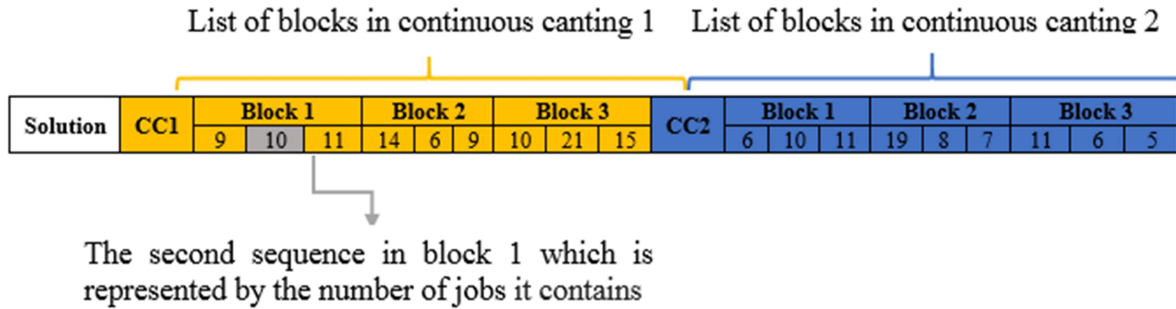 List of blocks in continuous canting 1 List of blocks in continuous canting 2
Solution CC1 Block 1 Block 2 Block 3 CC2 Block 1 Block 2 Block 3
9 10 11 14 6 9 10 21 15 6 10 11 19 8 7 11 6 5
The second sequence in block 1 which is
represented by the number of jobs it contains